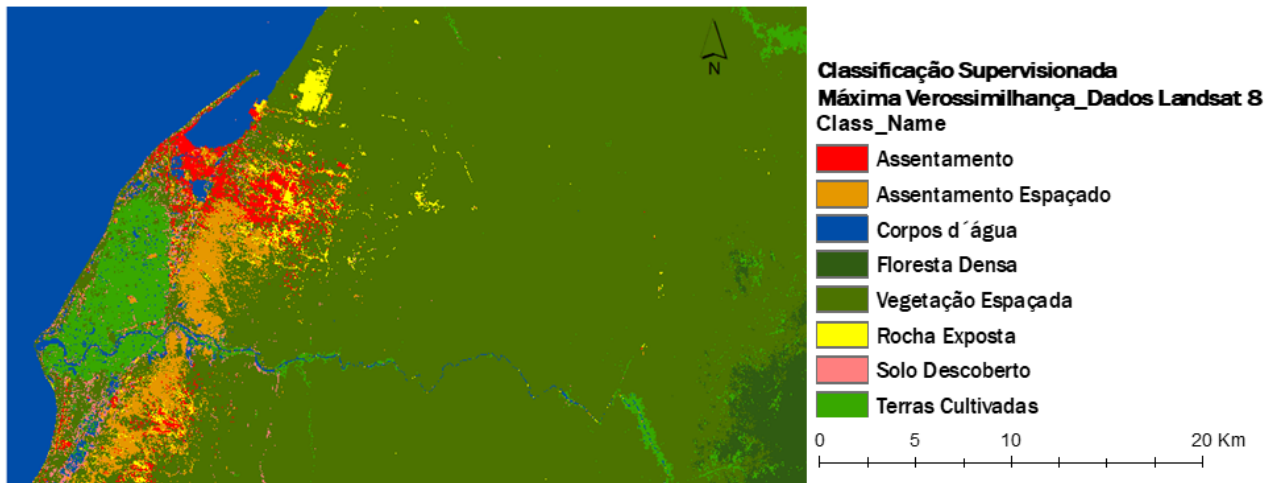 N
Classificação Supervisionada
Máxima Verossimilhança_Dados Landsat 8
Class_Name
Assentamento
Assentamento Espaçado
Corpos d´água
Floresta Densa
Vegetação Espaçada
Rocha Exposta
Solo Descoberto
Terras Cultivadas
0 5 10 20 Km